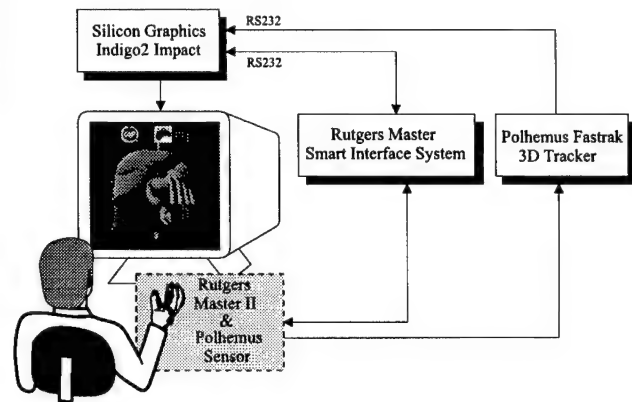 RS232
Silicon Graphics
Indigo2 Impact
RS232
Rutgers Master
Smart Interface System
Polhemus Fastrak
3D Tracker
Rutgers
Master II
&
Polhemus
Sensor